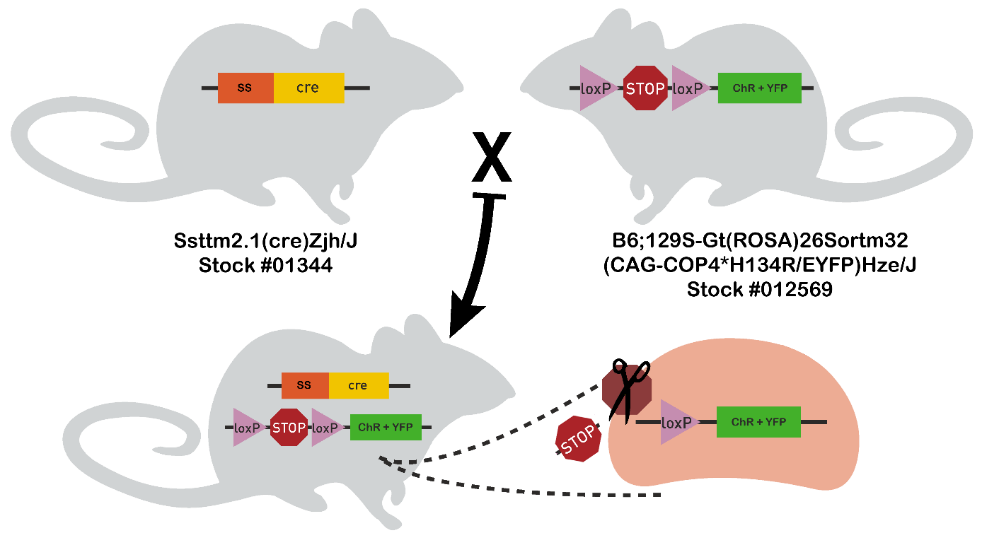 ss cre
loxP STOP loxP ChR + YFP
X
Ssttm2.1(cre)Zjh/J
Stock #01344
B6;129S-Gt(ROSA)26Sortm32
(CAG-COP4*H134R/EYFP)Hze/J
Stock #012569
ss cre
loxP STOP loxP ChR + YFP
STOP
loxP ChR + YFP